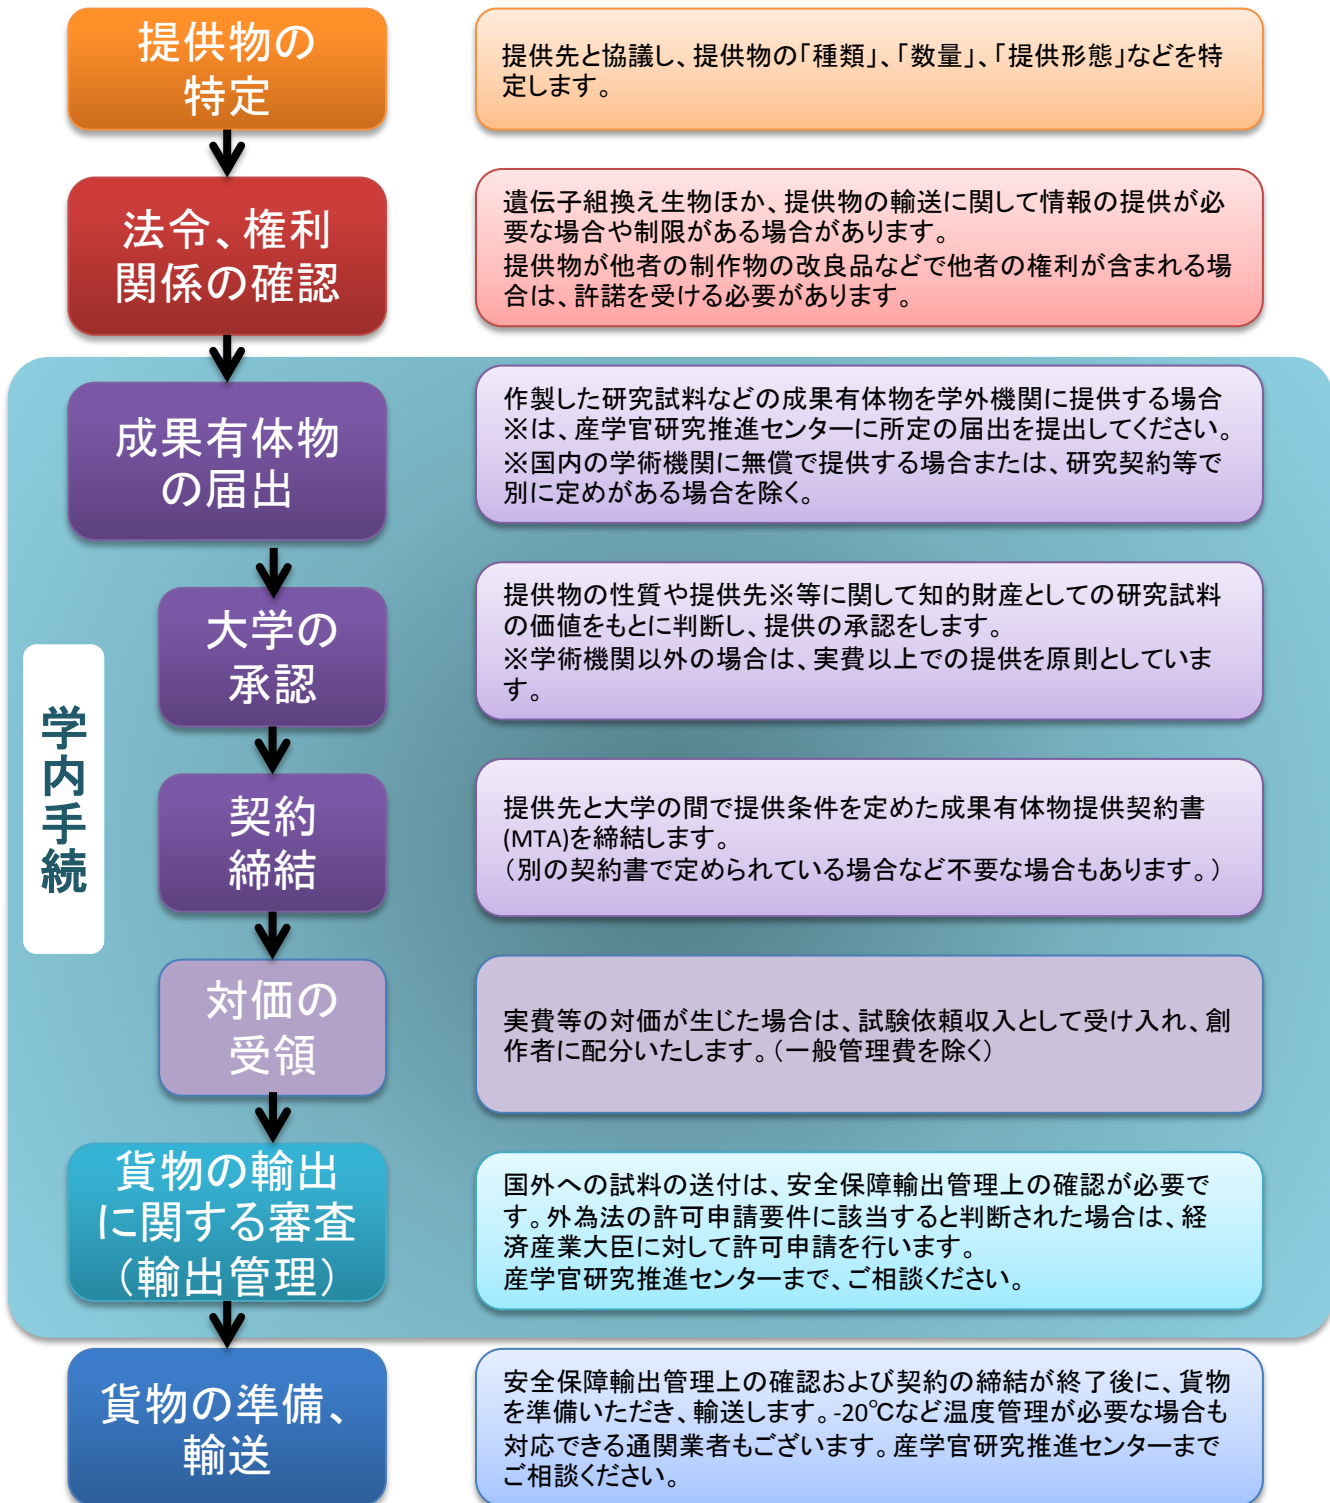 提供物の
特定
提供先と協議し、提供物の「種類」、「数量」、「提供形態」などを特
定します。
法令、権利
関係の確認
遺伝子組換え生物ほか、提供物の輸送に関して情報の提供が必
要な場合や制限がある場合があります。
提供物が他者の制作物の改良品などで他者の権利が含まれる場
合は、許諾を受ける必要があります。
学内手続
成果有体物
の届出
作製した研究試料などの成果有体物を学外機関に提供する場合
※は、産学官研究推進センターに所定の届出を提出してください。
※国内の学術機関に無償で提供する場合または、研究契約等で
別に定めがある場合を除く。
大学の
承認
提供物の性質や提供先※等に関して知的財産としての研究試料
の価値をもとに判断し、提供の承認をします。
※学術機関以外の場合は、実費以上での提供を原則としていま
す。
契約
締結
提供先と大学の間で提供条件を定めた成果有体物提供契約書
(MTA)を締結します。
（別の契約書で定められている場合など不要な場合もあります。）
対価の
受領
実費等の対価が生じた場合は、試験依頼収入として受け入れ、創
作者に配分いたします。（一般管理費を除く）
貨物の輸出
に関する審査
（輸出管理）
国外への試料の送付は、安全保障輸出管理上の確認が必要で
す。外為法の許可申請要件に該当すると判断された場合は、経
済産業大臣に対して許可申請を行います。
産学官研究推進センターまで、ご相談ください。
貨物の準備、
輸送
安全保障輸出管理上の確認および契約の締結が終了後に、貨物
を準備いただき、輸送します。-20℃など温度管理が必要な場合も
対応できる通関業者もございます。産学官研究推進センターまで
ご相談ください。